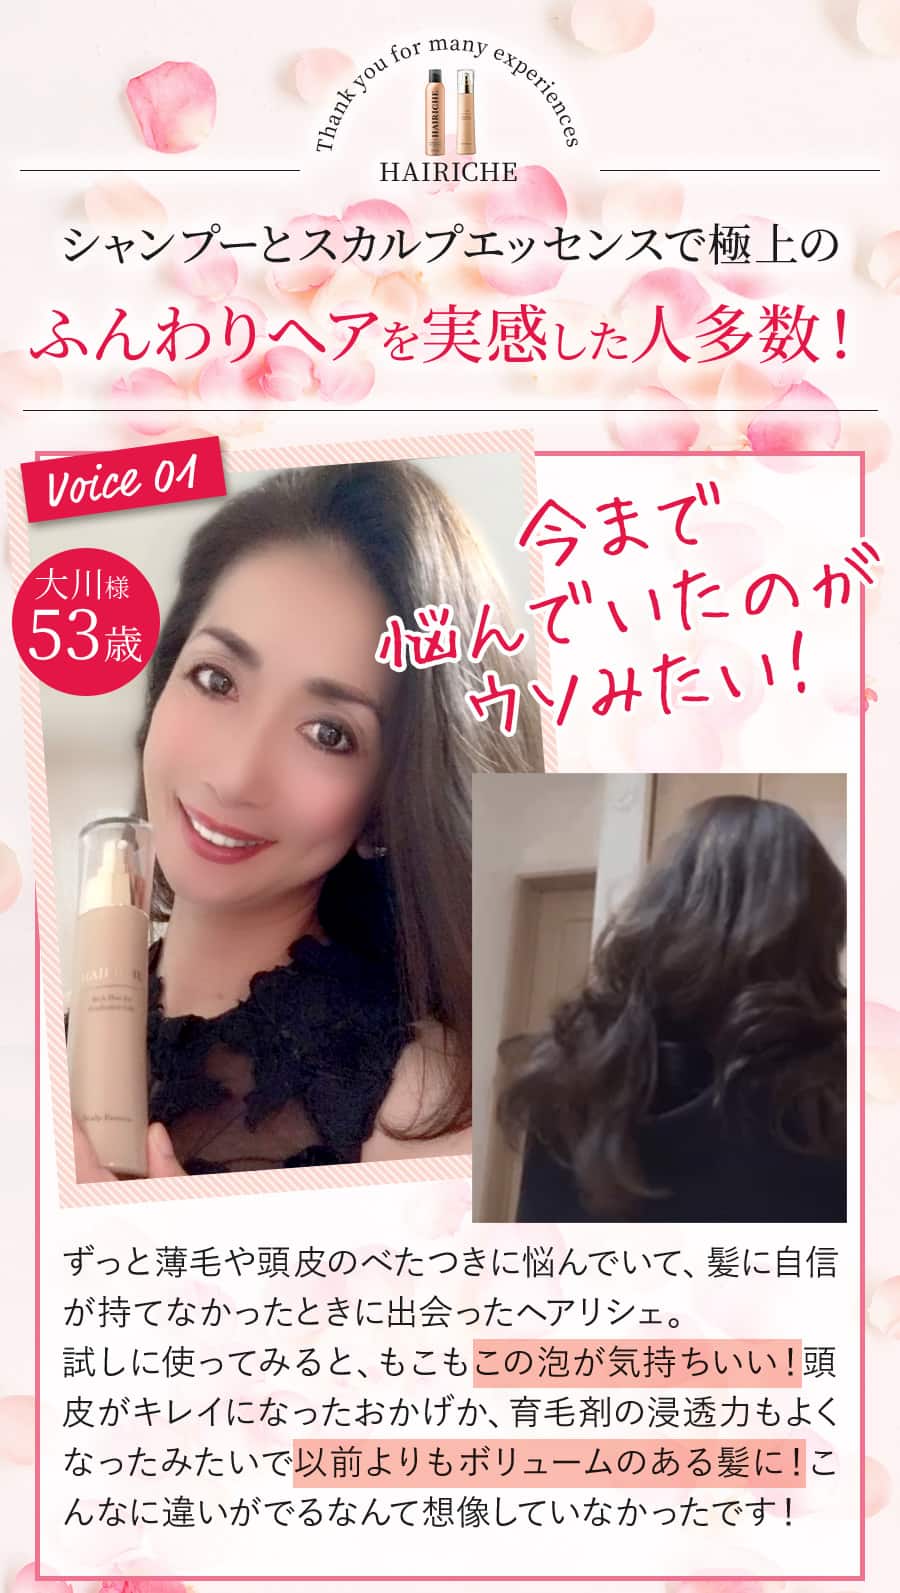 Thank you for many experiences
HAIRICHE
HAIRICHE
シャンプーとスカルプエッセンスで極上の
ふんわりヘアを実感した人多数！
Voice 01
大川様
53歳
今まで
悩んでいたのが
ウソみたい！
HAIRICHE
Scalp Essence
ずっと薄毛や頭皮のべたつきに悩んでいて、髪に自信
が持てなかったときに出会ったヘアリシェ。
試しに使ってみると、もこもこの泡が気持ちいい！頭
皮がキレイになったおかげか、育毛剤の浸透力もよく
なったみたいで以前よりもボリュームのある髪に！こ
んなに違いがでるなんて想像していなかったです！